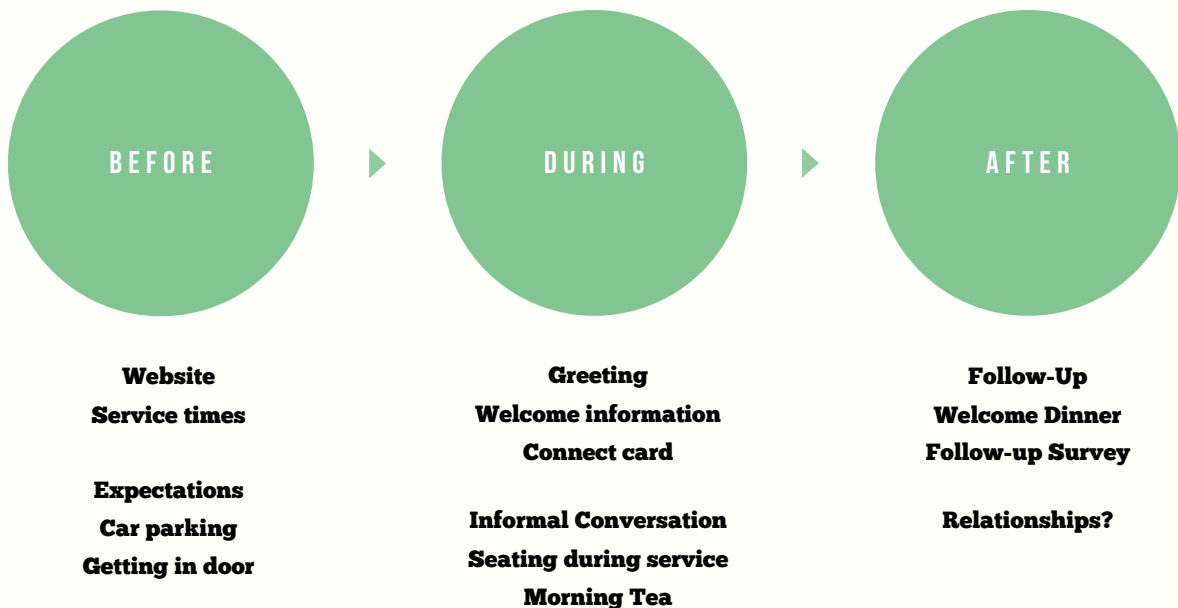 BEFORE
DURING
AFTER
Website
Service times
Expectations
Car parking
Getting in door
Greeting
Welcome information
Connect card
Informal Conversation
Seating during service
Morning Tea
Follow-Up
Welcome Dinner
Follow-up Survey
Relationships?